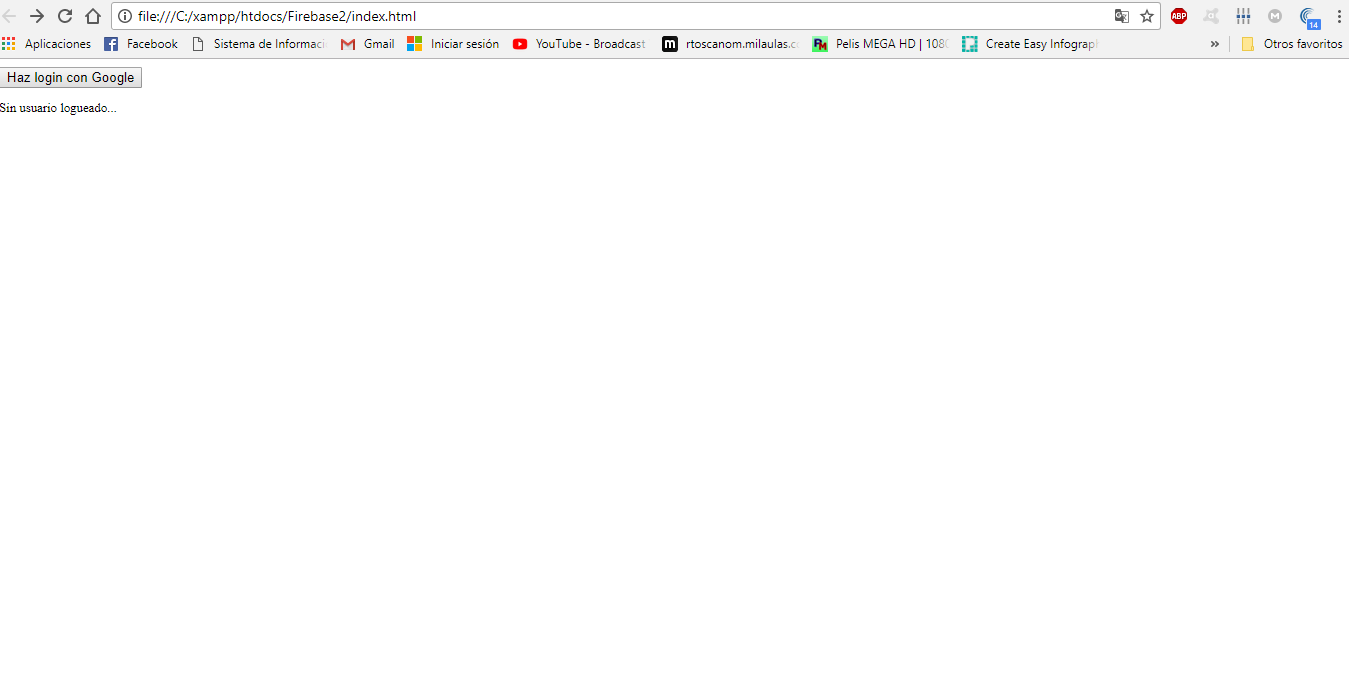 file:///C:/xampp/htdocs/Firebase2/index.html
ABP
M
14
Aplicaciones
Facebook
Sistema de Informaci
Gmail
Iniciar sesión
YouTube - Broadcast
m
rtoscanom.milaulas.c
Pelis MEGA HD | 108
Create Easy Infograp
»
Otros favoritos
Haz login con Google
Sin usuario logueado...